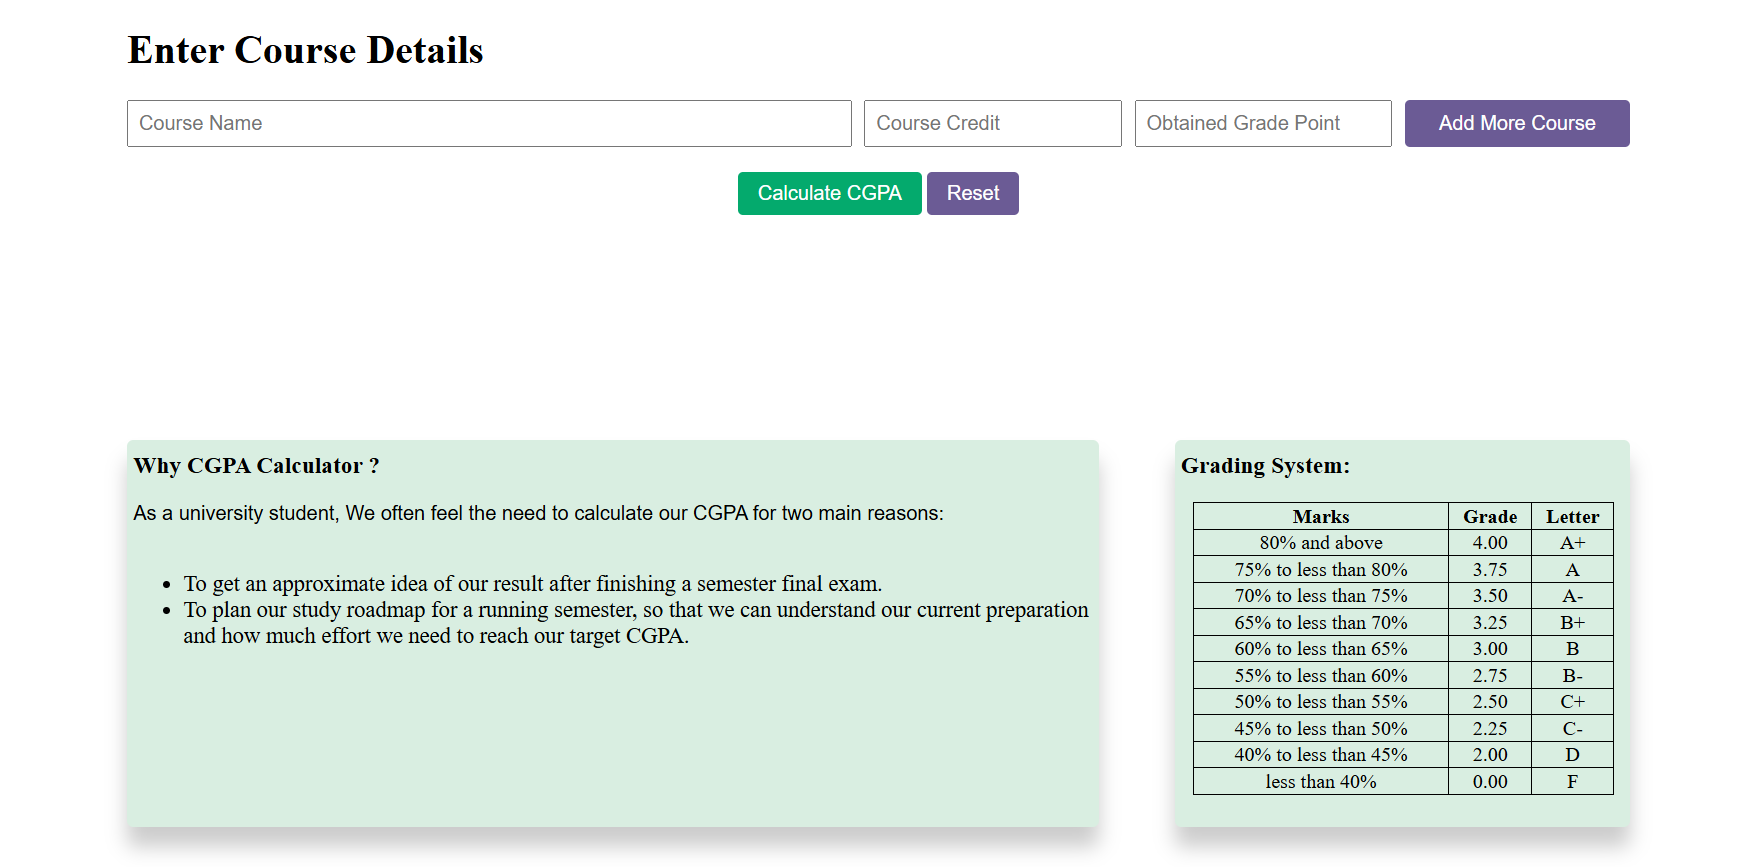 Enter Course Details
Course Name Course Credit Obtained Grade Point Add More Course
Calculate CGPA Reset
Why CGPA Calculator ?
As a university student, We often feel the need to calculate our CGPA for two main reasons:
• To get an approximate idea of our result after finishing a semester final exam.
• To plan our study roadmap for a running semester, so that we can understand our current preparation
and how much effort we need to reach our target CGPA.
Grading System:
Marks Grade Letter
80% and above 4.00 A+
75% to less than 80% 3.75 A
70% to less than 75% 3.50 A-
65% to less than 70% 3.25 B+
60% to less than 65% 3.00 B
55% to less than 60% 2.75 B-
50% to less than 55% 2.50 C+
45% to less than 50% 2.25 C-
40% to less than 45% 2.00 D
less than 40% 0.00 F